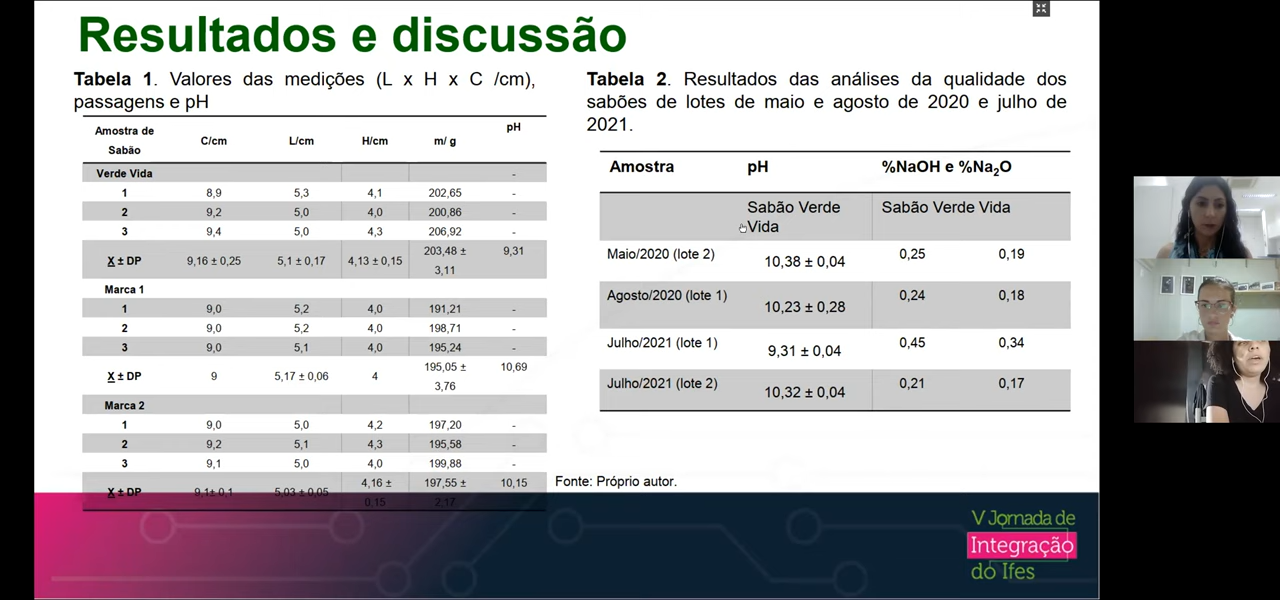 Resultados e discussão
Tabela 1. Valores das medições (L x H x C /cm),
passagens e pH
Amostra de Sabão C/cm L/cm H/cm m/ g pH
Verde Vida -
1 8,9 5,3 4,1 202,65 -
2 9,2 5,0 4,0 200,86 -
3 9,4 5,0 4,3 206,92 -
X ± DP 9,16 ± 0,25 5,1 ± 0,17 4,13 ± 0,15 203,48 ± 3,11 9,31
Marca 1
1 9,0 5,2 4,0 191,21 -
2 9,0 5,2 4,0 198,71 -
3 9,0 5,1 4,0 195,24 -
X ± DP 9 5,17 ± 0,06 4 195,05 ± 3,76 10,69
Marca 2
1 9,0 5,0 4,2 197,20 -
2 9,2 5,1 4,3 195,58 -
3 9,1 5,0 4,0 199,88 -
X ± DP 9,1± 0,1 5,03 ± 0,05 4,16 ± 0,15 197,55 ± 2,17 10,15
Tabela 2. Resultados das análises da qualidade dos
sabões de lotes de maio e agosto de 2020 e julho de
2021.
Amostra pH %NaOH e %Na2O
Sabão Verde Vida Sabão Verde Vida
Maio/2020 (lote 2) 10,38 ± 0,04 0,25 0,19
Agosto/2020 (lote 1) 10,23 ± 0,28 0,24 0,18
Julho/2021 (lote 1) 9,31 ± 0,04 0,45 0,34
Julho/2021 (lote 2) 10,32 ± 0,04 0,21 0,17
Fonte: Próprio autor.
V Jornada de
Integração
do Ifes